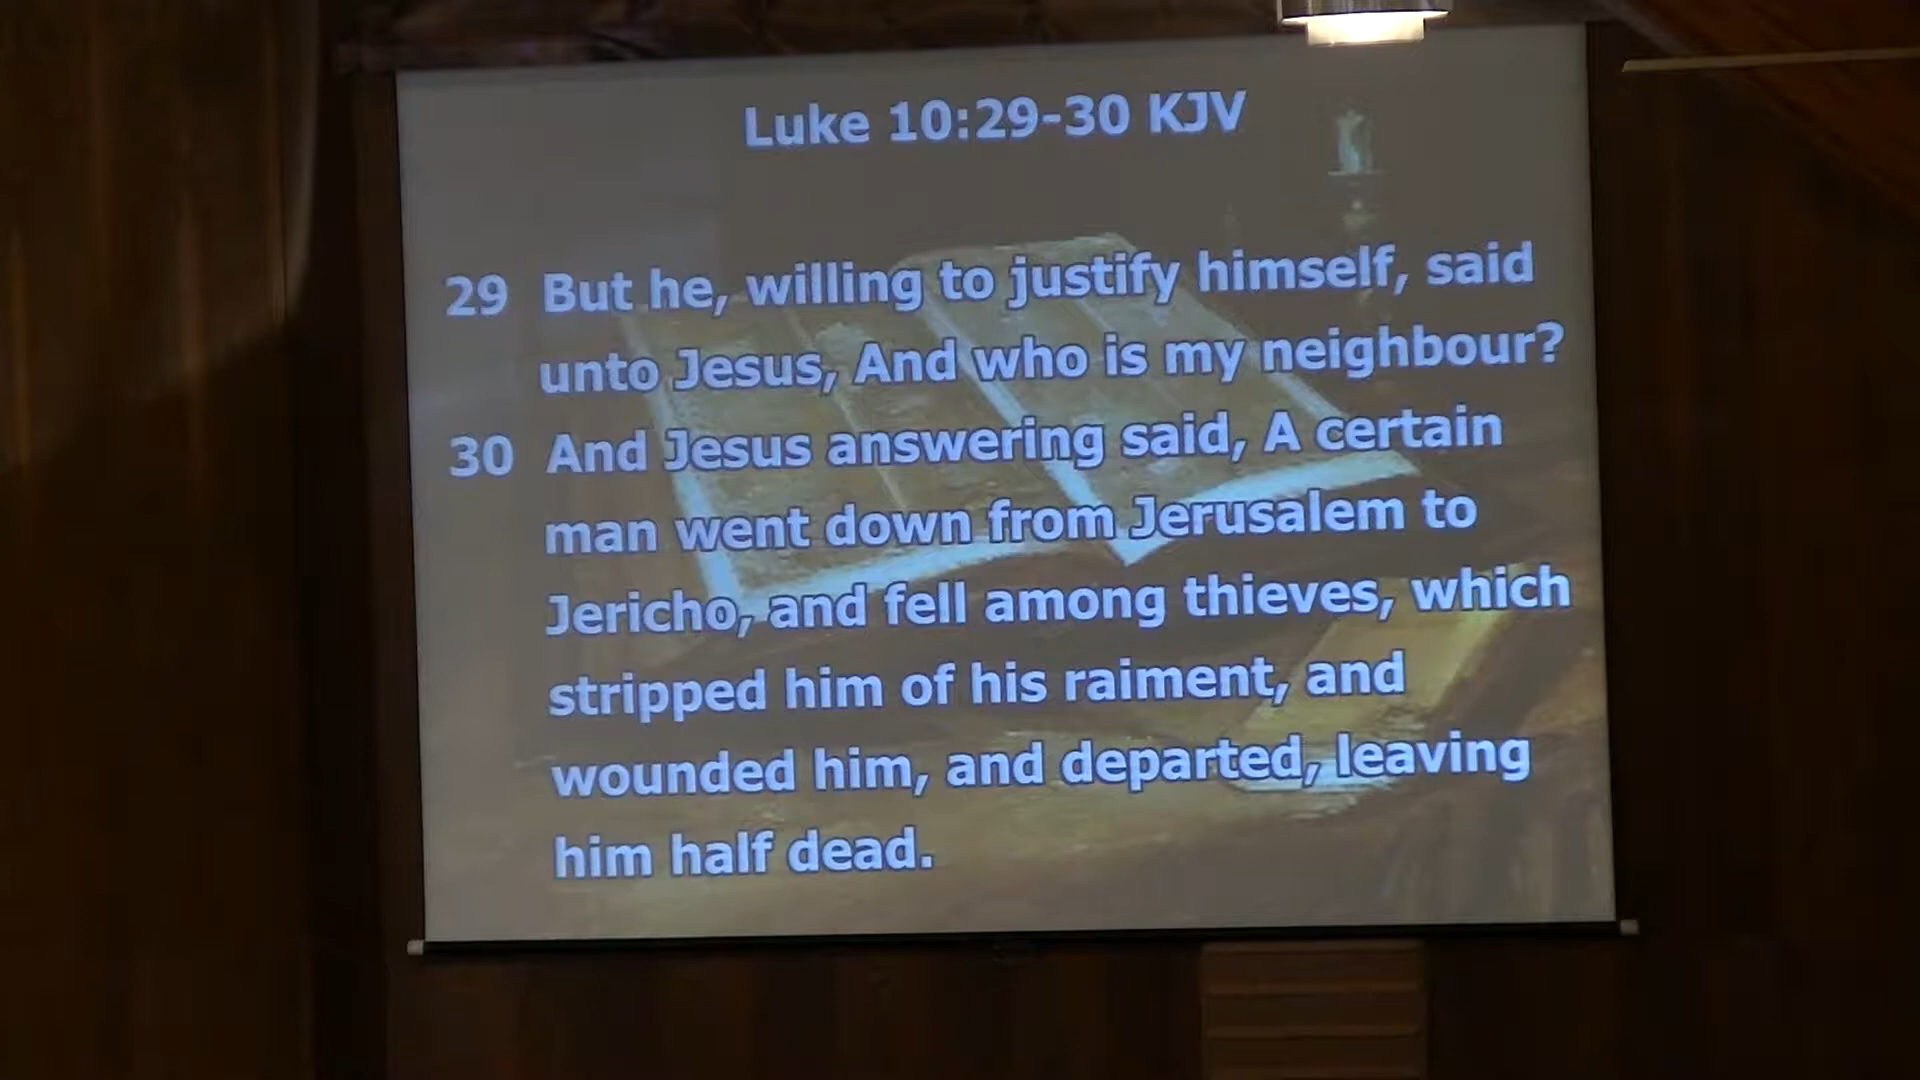 Luke 10:29-30 KJV
29 But he, willing to justify himself, said
unto Jesus, And who is my neighbour?
30 And Jesus answering said, A certain
man went down from Jerusalem to
Jericho, and fell among thieves, which
stripped him of his raiment, and
wounded him, and departed, leaving
him half dead.